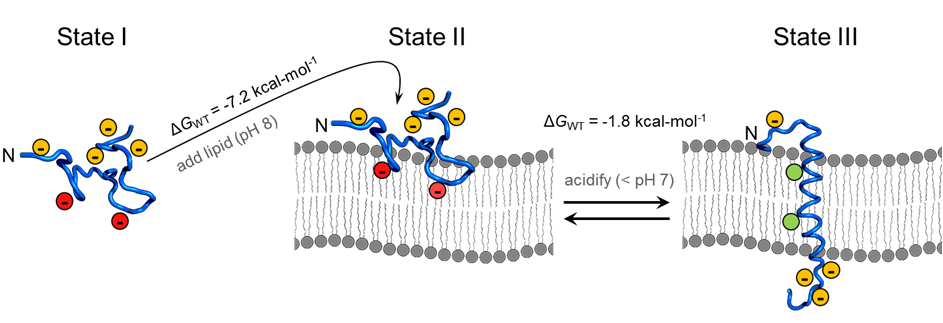 State I
State II
State III
ΔGWT = -7.2 kcal-mol-1
add lipid (pH 8)
N
N
ΔGWT = -1.8 kcal-mol-1
acidify (< pH 7)
N